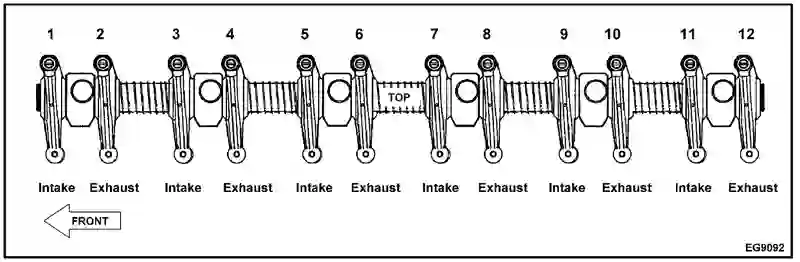 1 2 3 4 5 6 7 8 9 10 11 12
TOP
Intake Exhaust Intake Exhaust Intake Exhaust Intake Exhaust Intake Exhaust Intake Exhaust
FRONT
EG9092